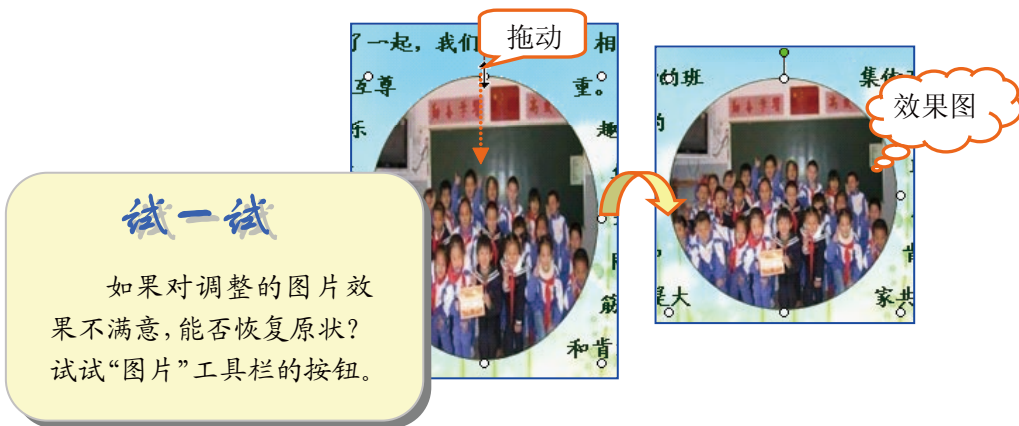 了一起，我们
相
拖动
互尊
重。
乐
趣
筋
和肯
的班
集体
的
效果图
是大
家共
试一试
如果对调整的图片效
果不满意，能否恢复原状？
试试“图片”工具栏的按钮。